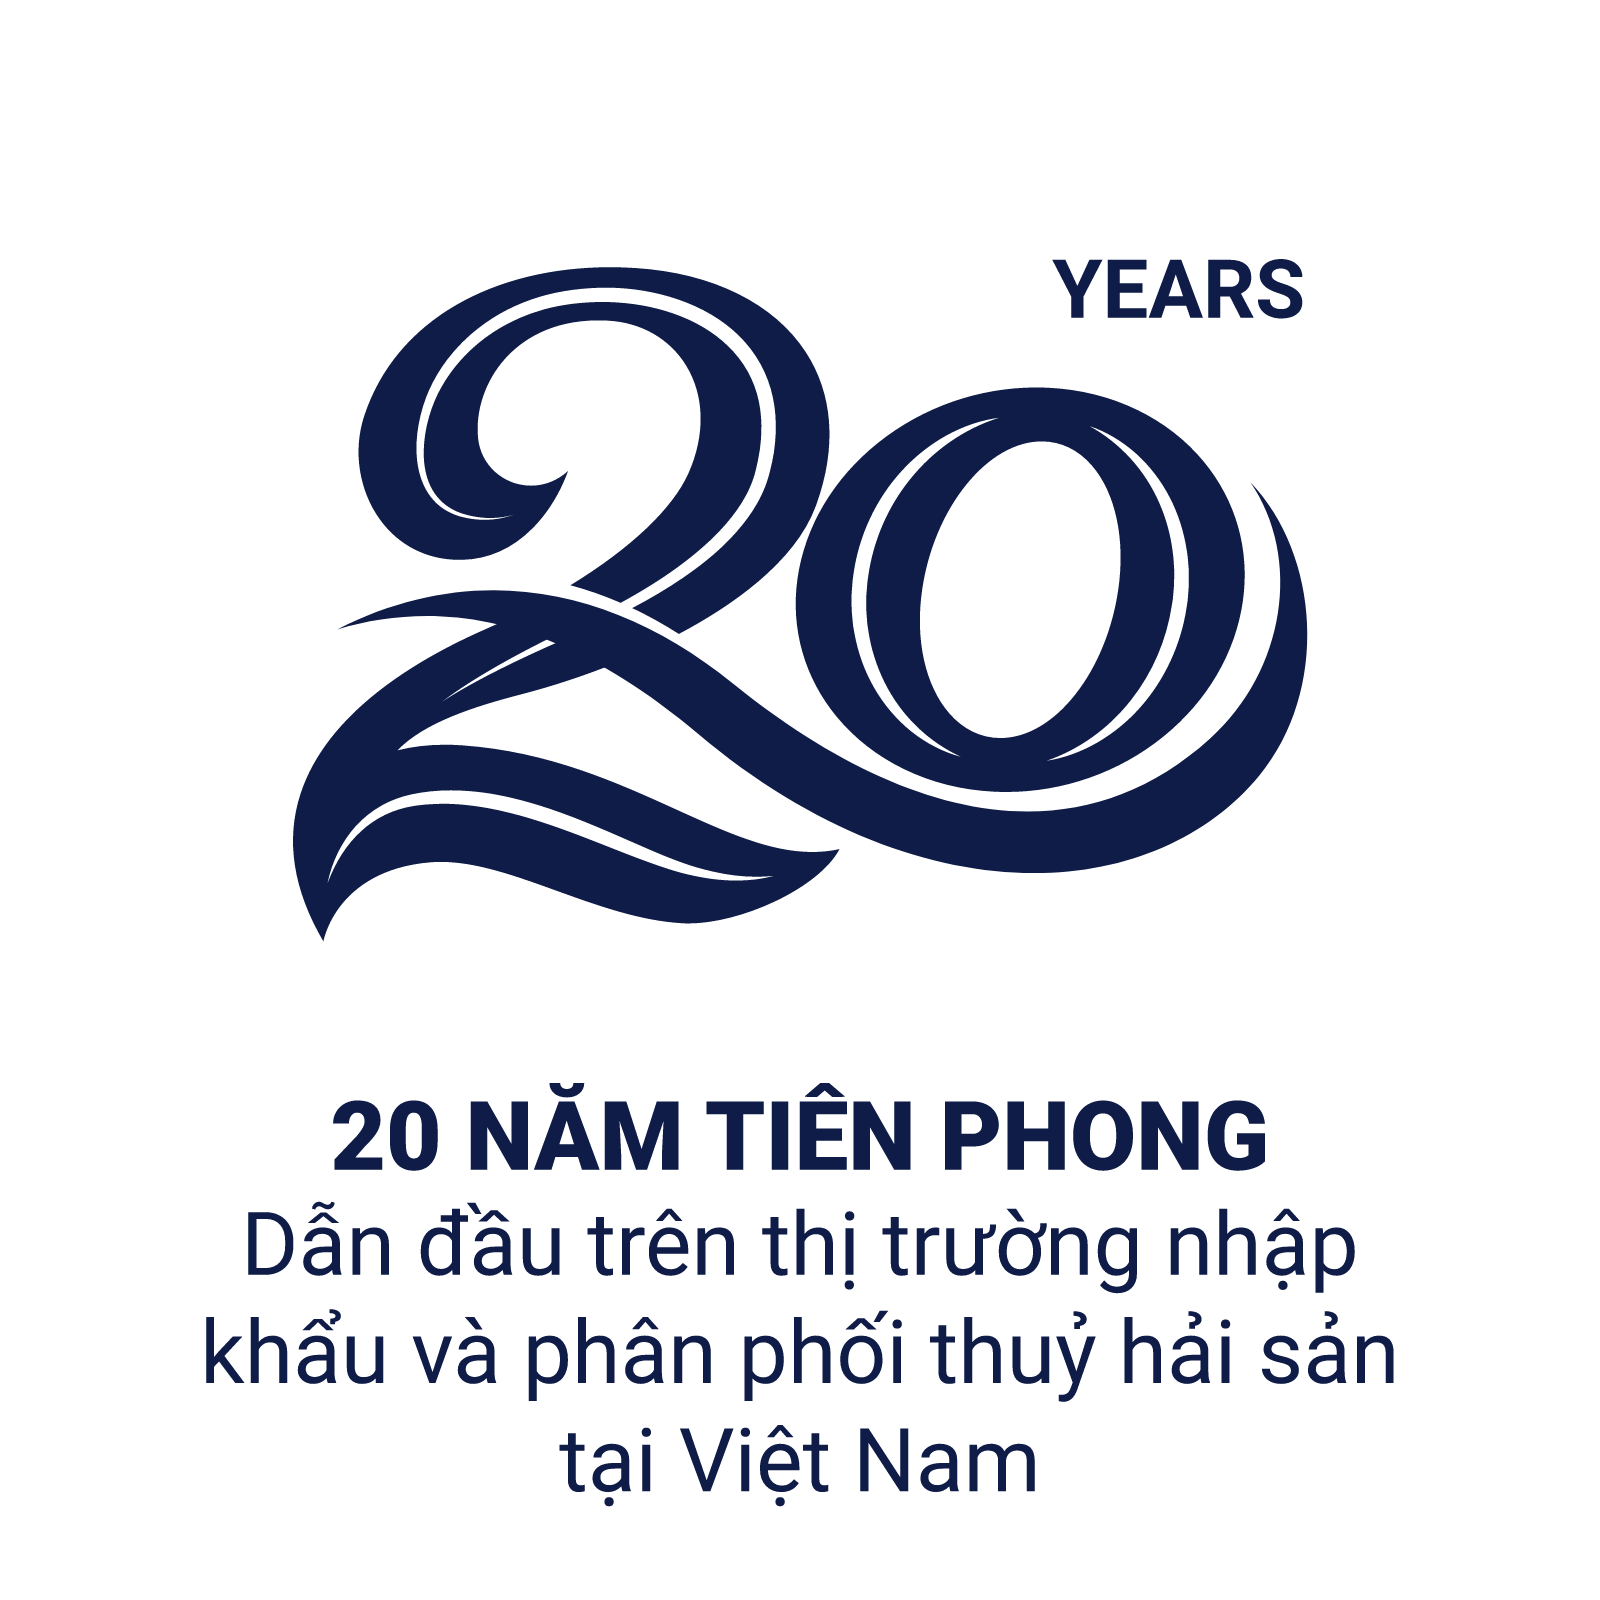 YEARS
20
20 NĂM TIÊN PHONG
Dẫn đầu trên thị trường nhập
khẩu và phân phối thuỷ hải sản
tại Việt Nam